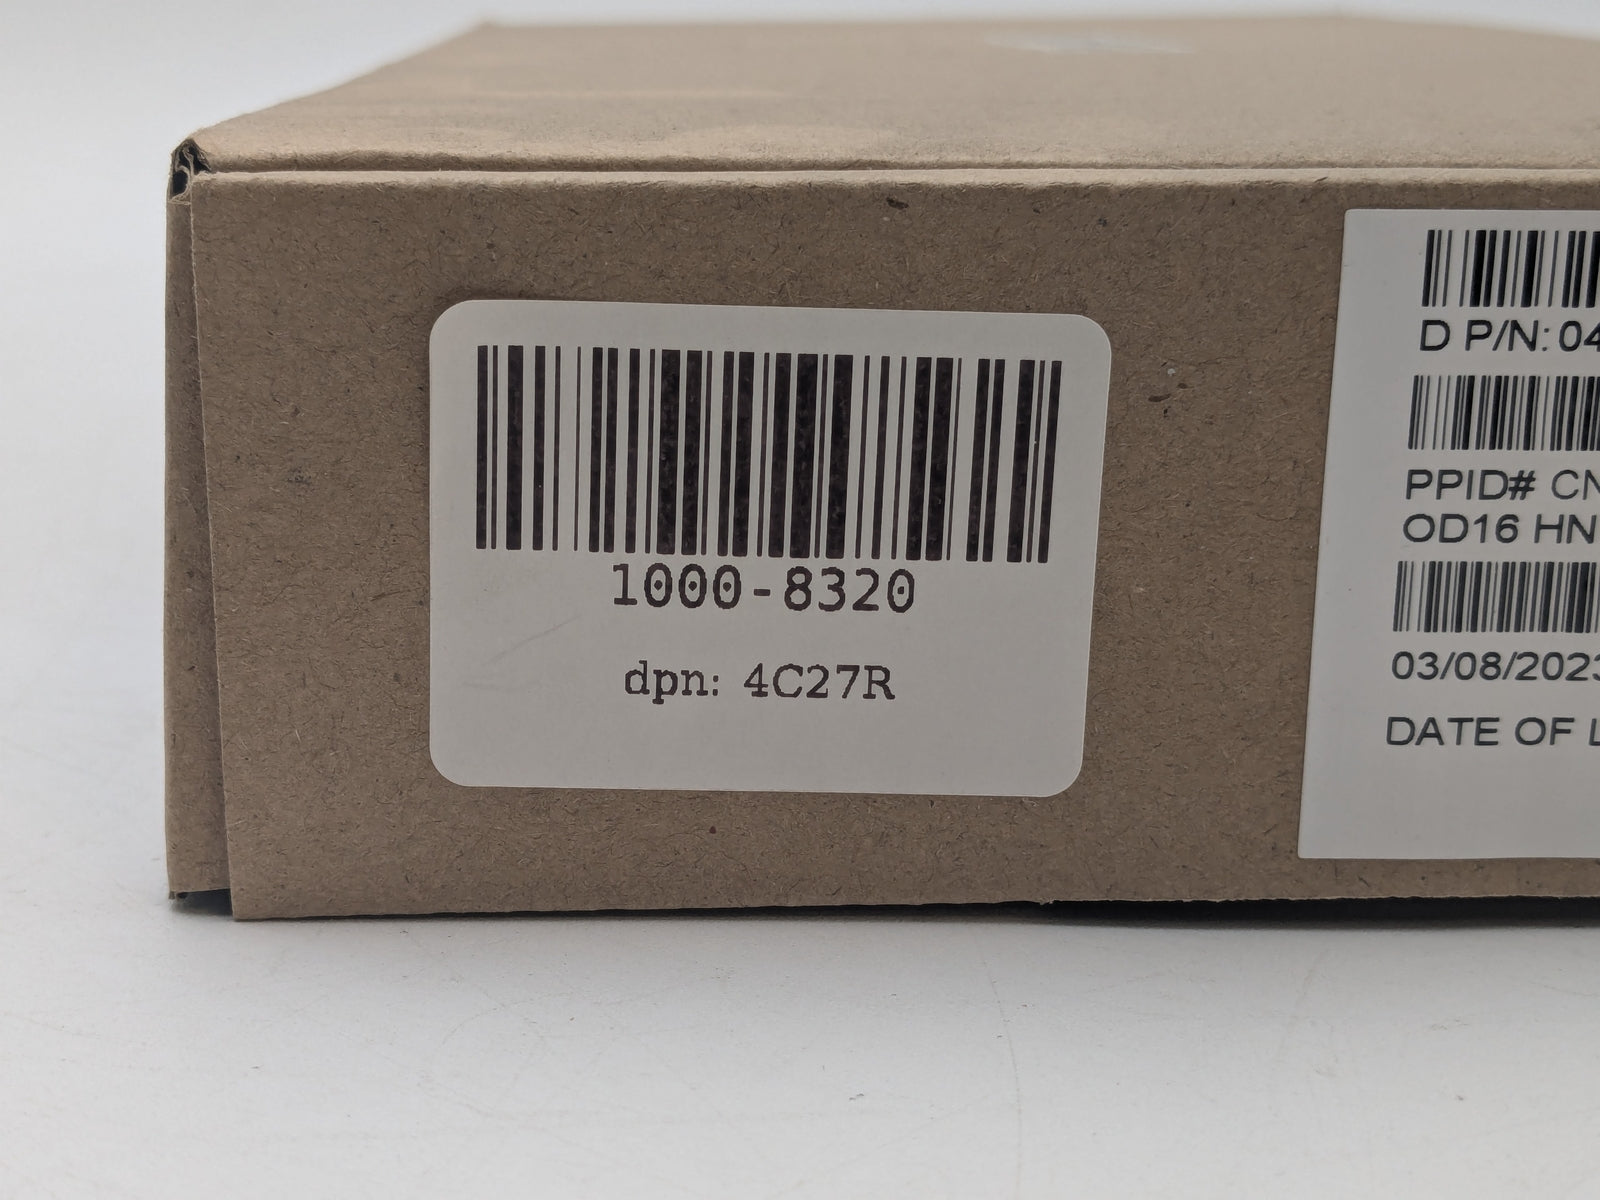 1000-8320
dpn: 4C27R
D P/N: 04
PPID# CN
OD16 HN
03/08/2023
DATE OF L